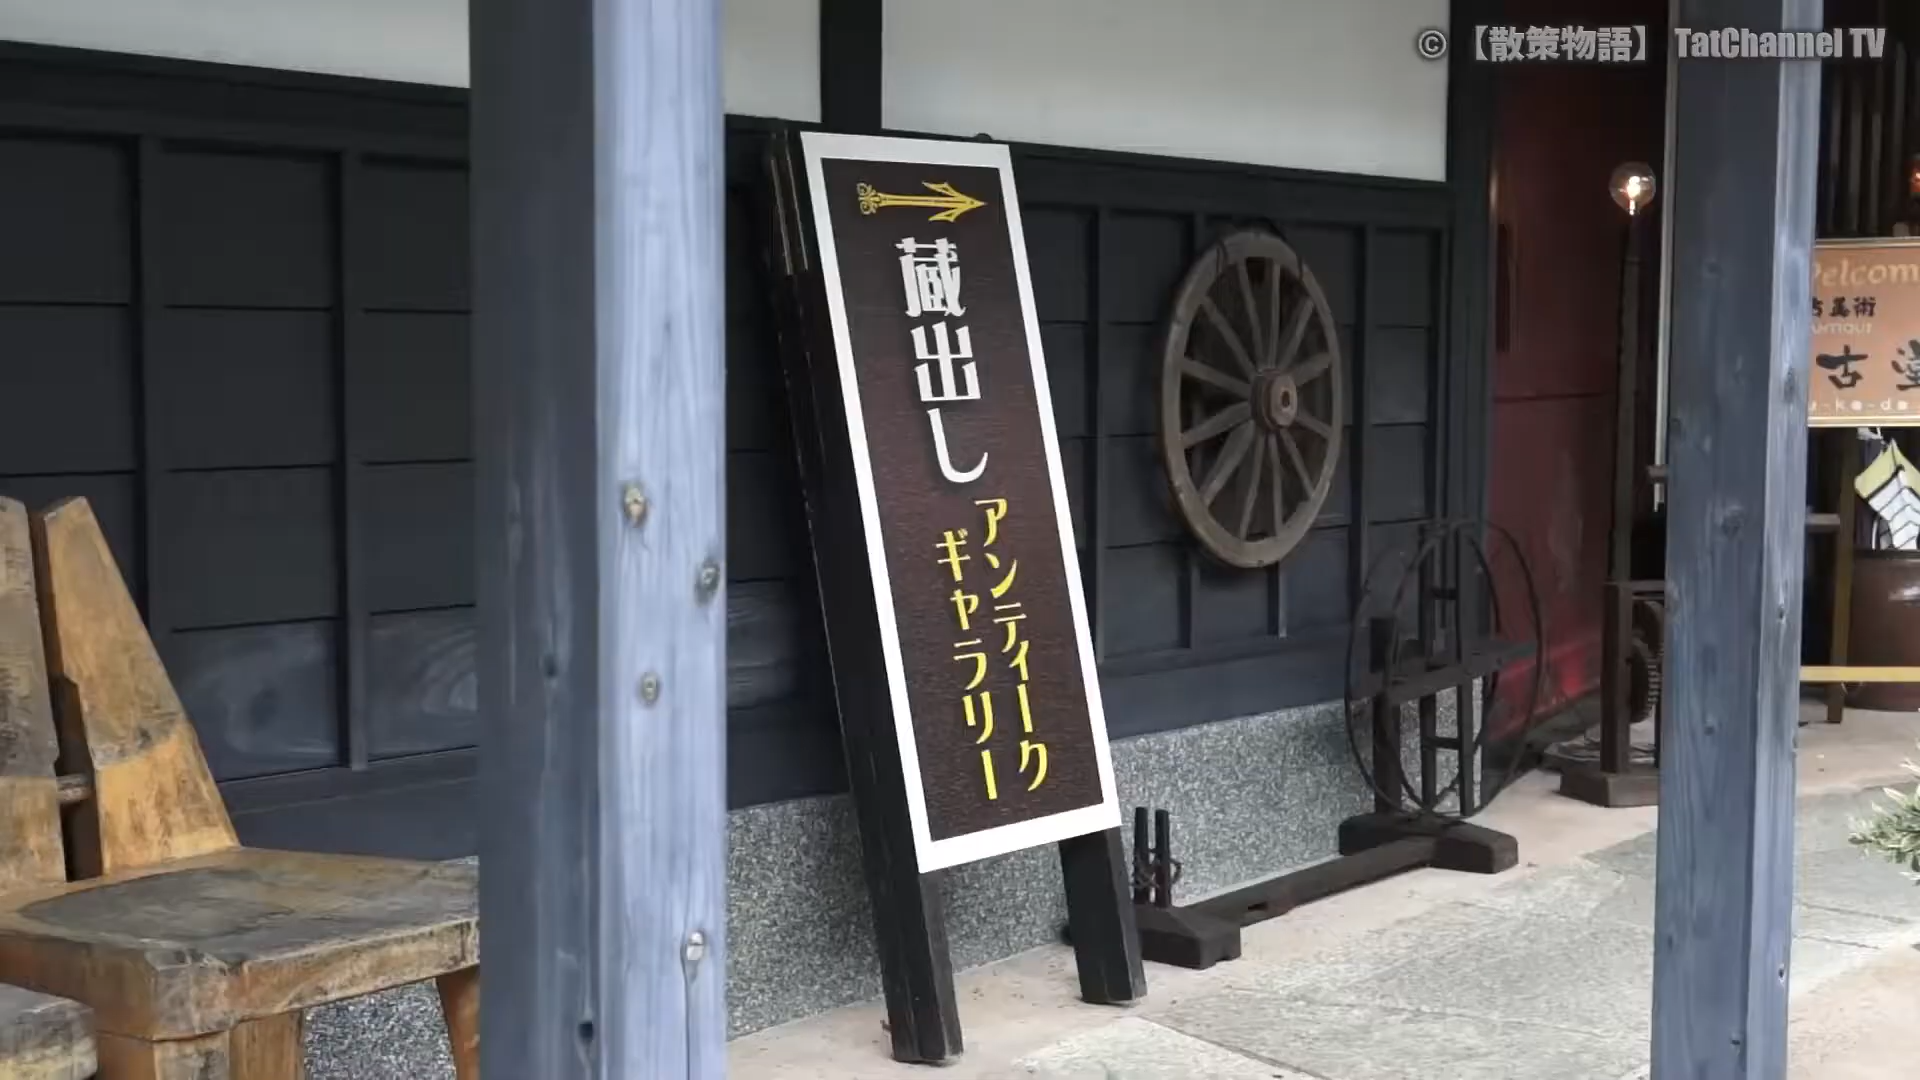 © 【散策物語】 TatChannel TV
蔵出し
アンティーク
ギャラリー
古美術
古堂